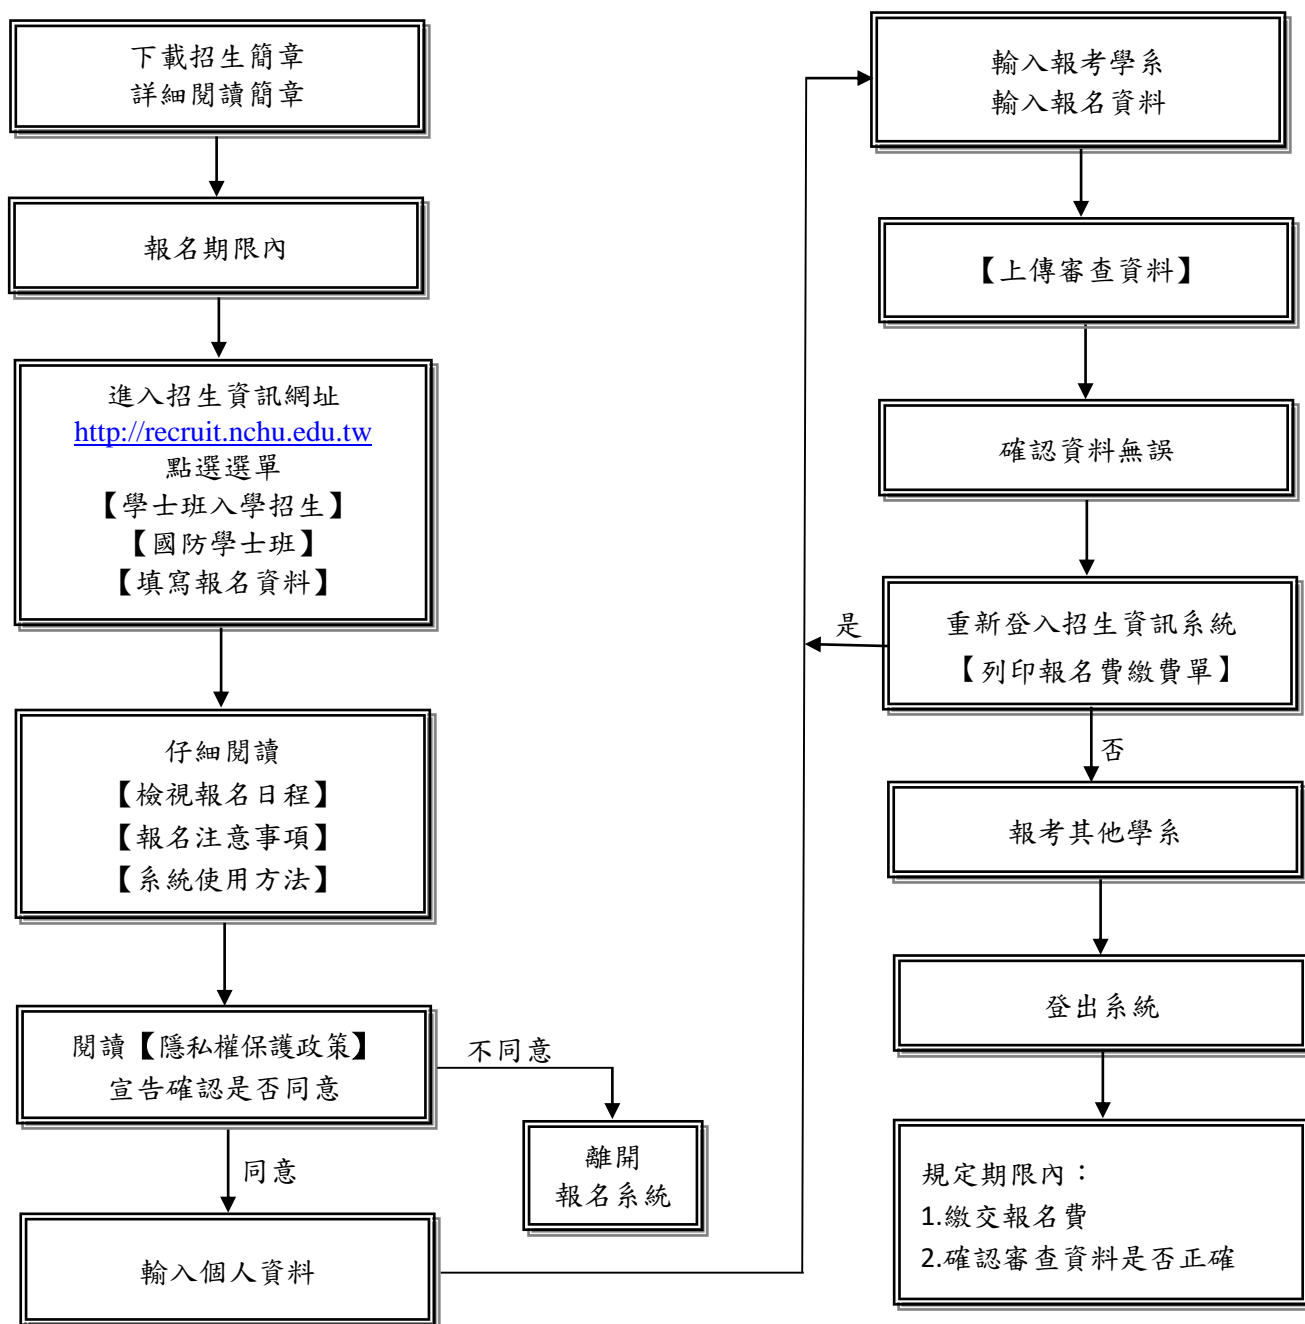 下載招生簡章
詳細閱讀簡章
報名期限內
進入招生資訊網址
http://recruit.nchu.edu.tw
點選選單
【學士班入學招生】
【國防學士班】
【填寫報名資料】
仔細閱讀
【檢視報名日程】
【報名注意事項】
【系統使用方法】
閱讀【隱私權保護政策】
宣告確認是否同意
不同意
離開
報名系統
同意
輸入個人資料
輸入報考學系
輸入報名資料
【上傳審查資料】
確認資料無誤
重新登入招生資訊系統
【列印報名費繳費單】
是
否
報考其他學系
登出系統
規定期限內：
1.繳交報名費
2.確認審查資料是否正確